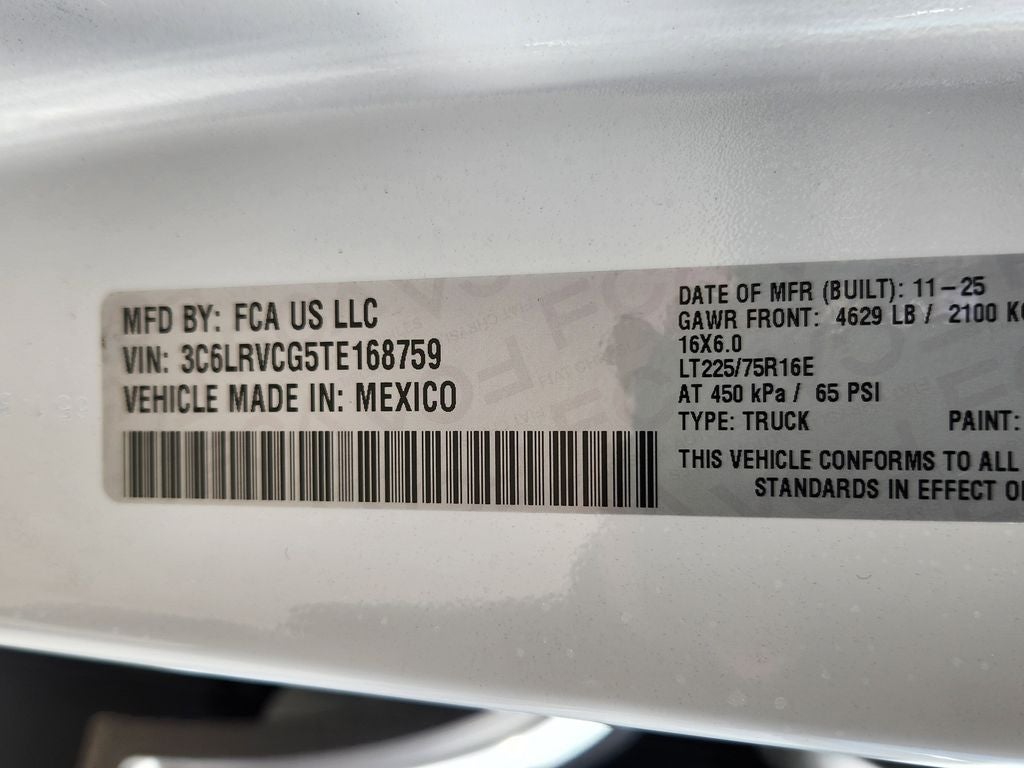 MFD BY: FCA US LLC
VIN: 3C6LRVCG5TE168759
VEHICLE MADE IN: MEXICO
DATE OF MFR (BUILT): 11-25
GAWR FRONT: 4629 LB / 2100 KG
16X6.0
LT225/75R16E
AT 450 kPa / 65 PSI
TYPE: TRUCK PAINT:
THIS VEHICLE CONFORMS TO ALL
STANDARDS IN EFFECT